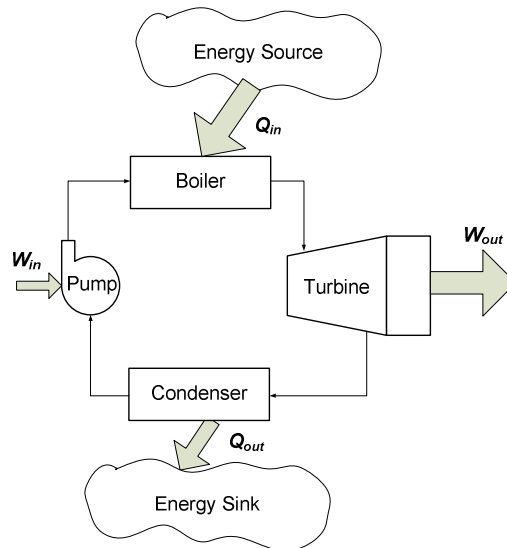 Energy Source
Qin
Boiler
Wout
Win
Pump
Turbine
Condenser
Qout
Energy Sink